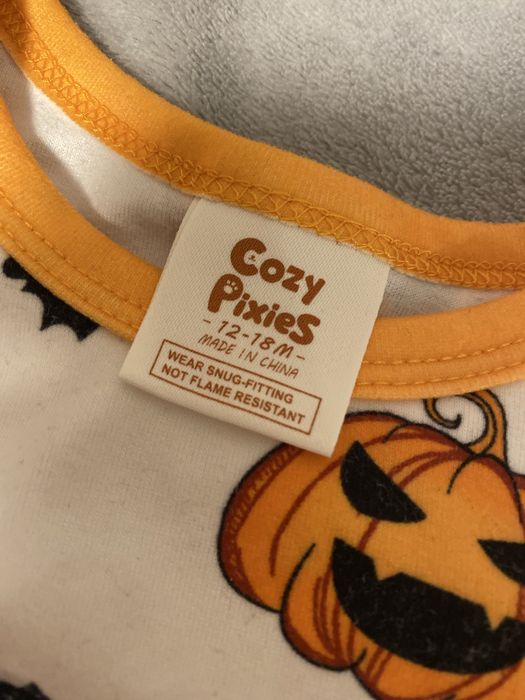 Cozy
Pixies
- 12-18M -
MADE IN CHINA
WEAR SNUG-FITTING
NOT FLAME RESISTANT